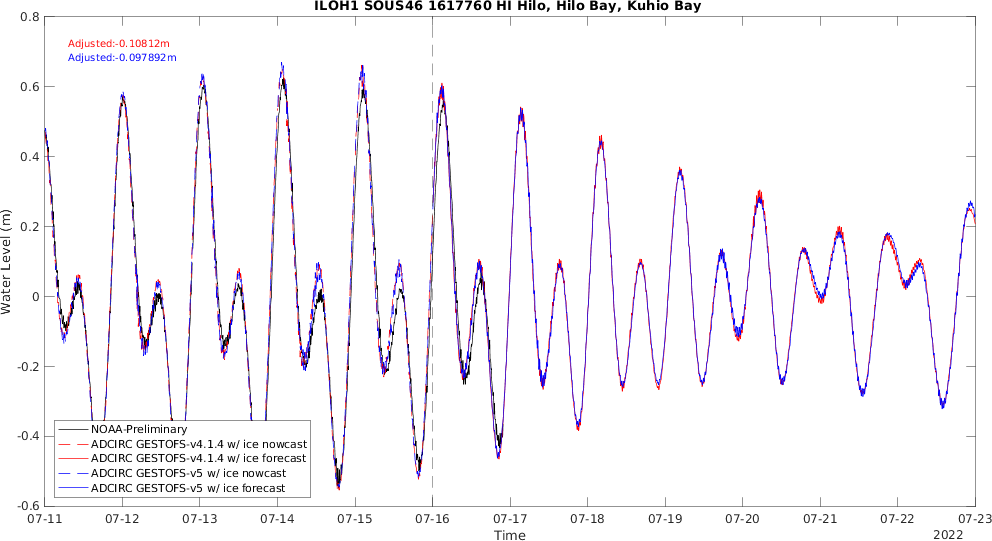 ILOH1 SOUS46 1617760 HI Hilo, Hilo Bay, Kuhio Bay
Adjusted:-0.10812m
Adjusted:-0.097892m
Water Level (m)
0.8
0.6
0.4
0.2
0
-0.2
-0.4
-0.6
NOAA-Preliminary
ADCIRC GESTOFS-v4.1.4 w/ ice nowcast
ADCIRC GESTOFS-v4.1.4 w/ ice forecast
ADCIRC GESTOFS-v5 w/ ice nowcast
ADCIRC GESTOFS-v5 w/ ice forecast
07-11 07-12 07-13 07-14 07-15 07-16 07-17 07-18 07-19 07-20 07-21 07-22 07-23
Time
2022